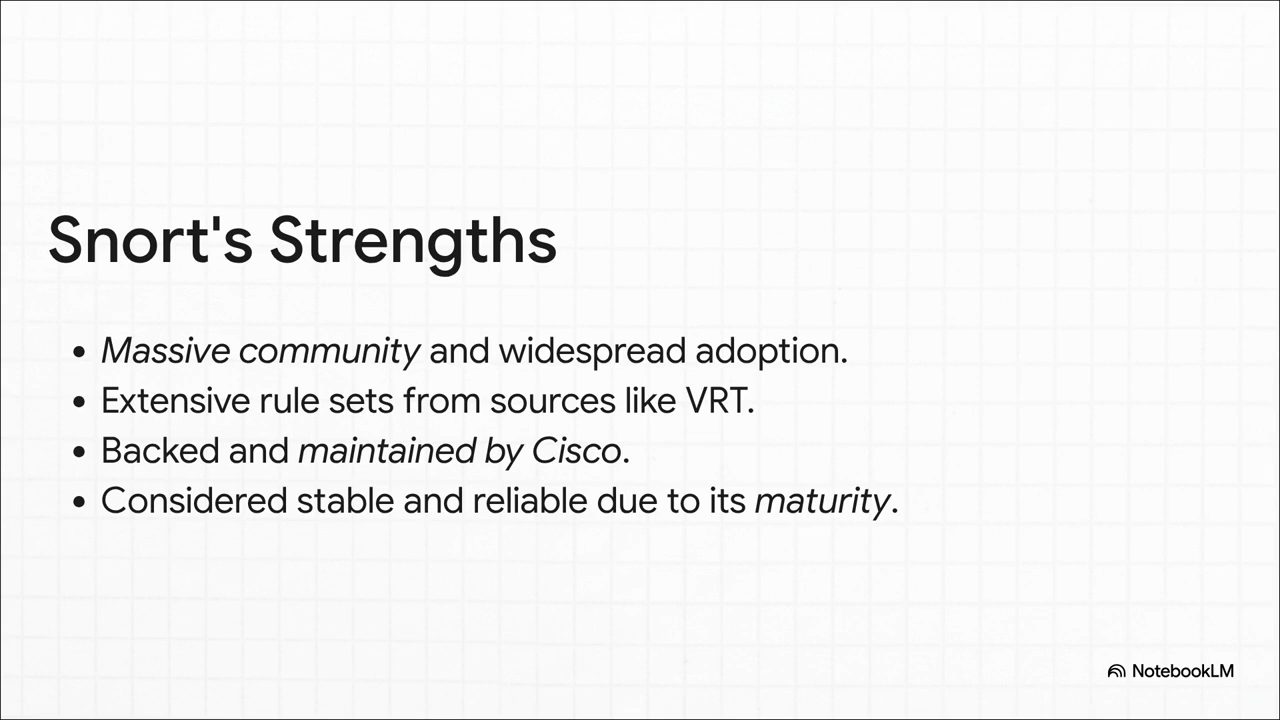 Snort's Strengths
• Massive community and widespread adoption.
• Extensive rule sets from sources like VRT.
• Backed and maintained by Cisco.
• Considered stable and reliable due to its maturity.
NotebookLM